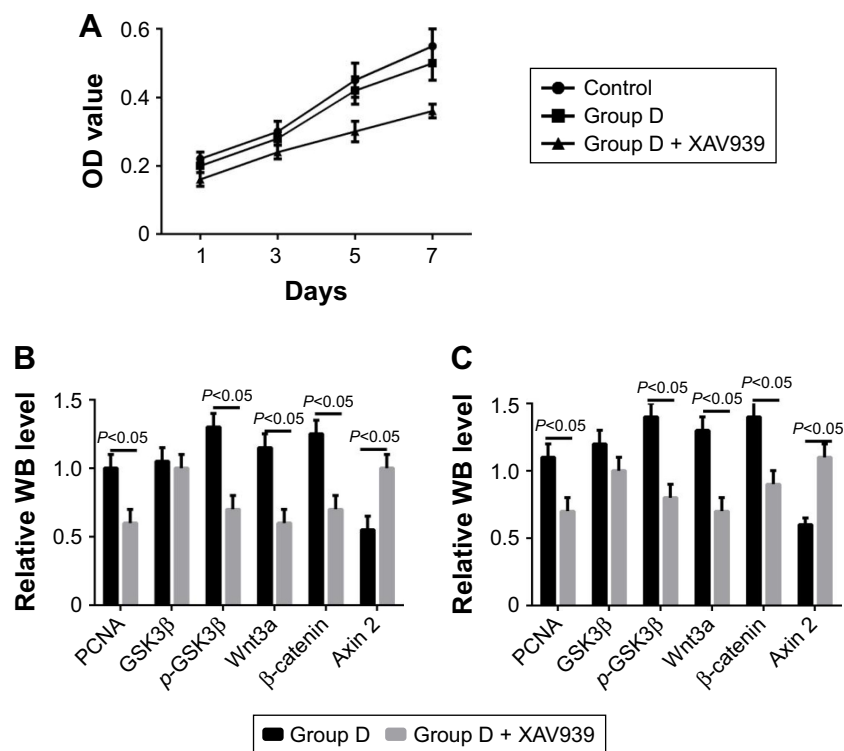 A
0.6
0.4
0.2
0
OD value
1 3 5 7
Days
Control
Group D
Group D + XAV939
B
1.5
1.0
0.5
0
Relative WB level
P<0.05 P<0.05 P<0.05 P<0.05 P<0.05
PCNA GSK3β p-GSK3β Wnt3a β-catenin Axin 2
C
1.5
1.0
0.5
0
Relative WB level
P<0.05 P<0.05 P<0.05 P<0.05 P<0.05
PCNA GSK3β p-GSK3β Wnt3a β-catenin Axin 2
Group D Group D + XAV939